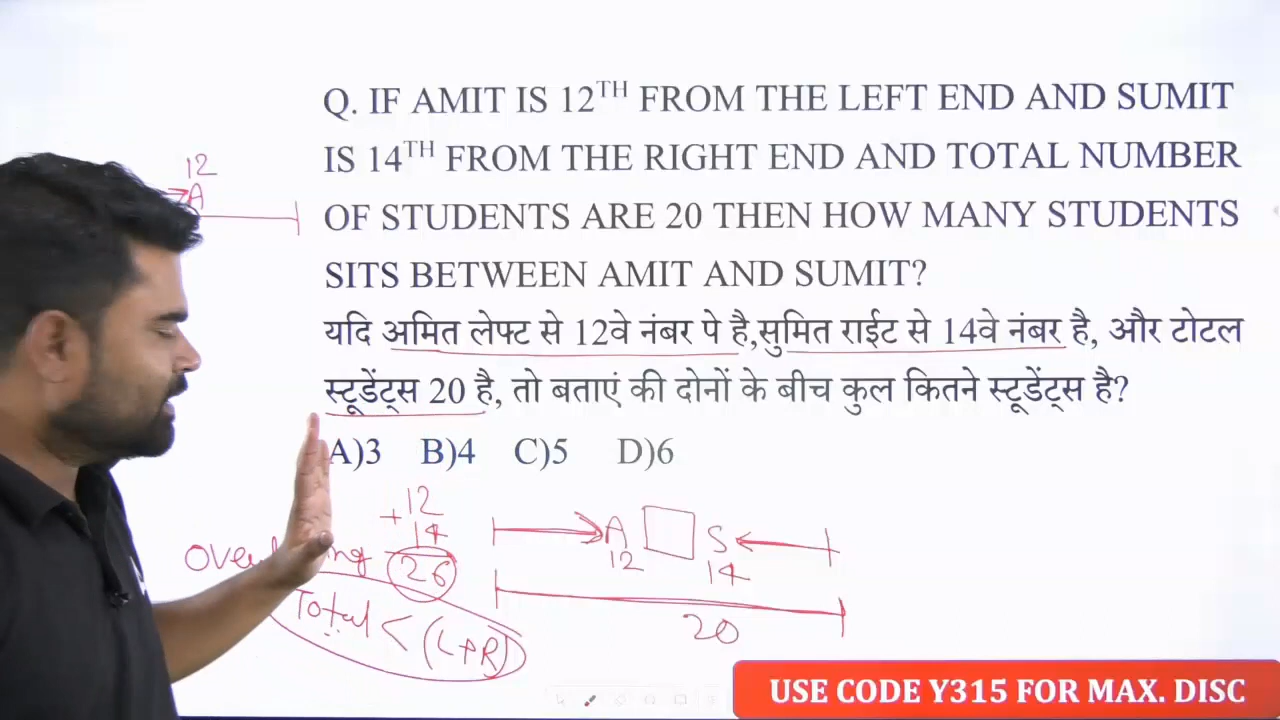 Q. IF AMIT IS 12TH FROM THE LEFT END AND SUMIT
IS 14TH FROM THE RIGHT END AND TOTAL NUMBER
OF STUDENTS ARE 20 THEN HOW MANY STUDENTS
SITS BETWEEN AMIT AND SUMIT?
यदि अमित लेफ्ट से 12वे नंबर पे है,सुमित राईट से 14वे नंबर है, और टोटल
स्टूडेंट्स 20 है, तो बताएं की दोनों के बीच कुल कितने स्टूडेंट्स है?
A)3 B)4 C)5 D)6
12
A
12
+ 14
26
Total < (L+R)
A S
12 14
20
USE CODE Y315 FOR MAX. DISC